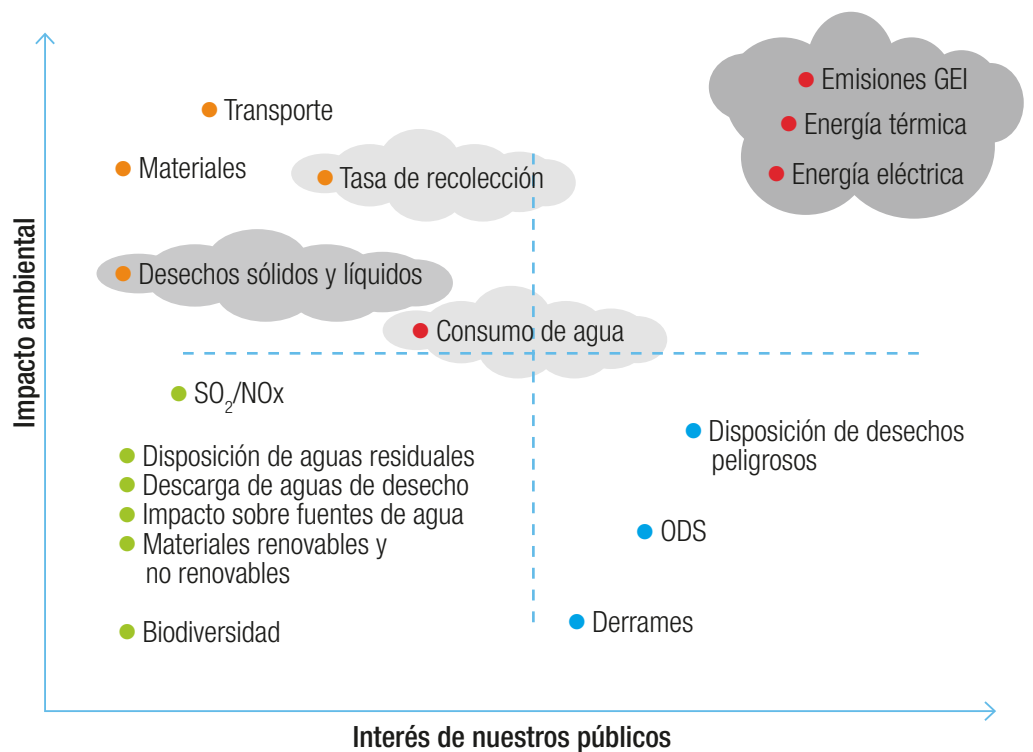 Emisiones GEI
Transporte
Energía térmica
Materiales
Tasa de recolección
Energía eléctrica
Desechos sólidos y líquidos
Consumo de agua
SO₂/NOx
Disposición de desechos
peligrosos
Disposición de aguas residuales
Descarga de aguas de desecho
Impacto sobre fuentes de agua
Materiales renovables y
no renovables
ODS
Derrames
Biodiversidad
Impacto ambiental
Interés de nuestros públicos